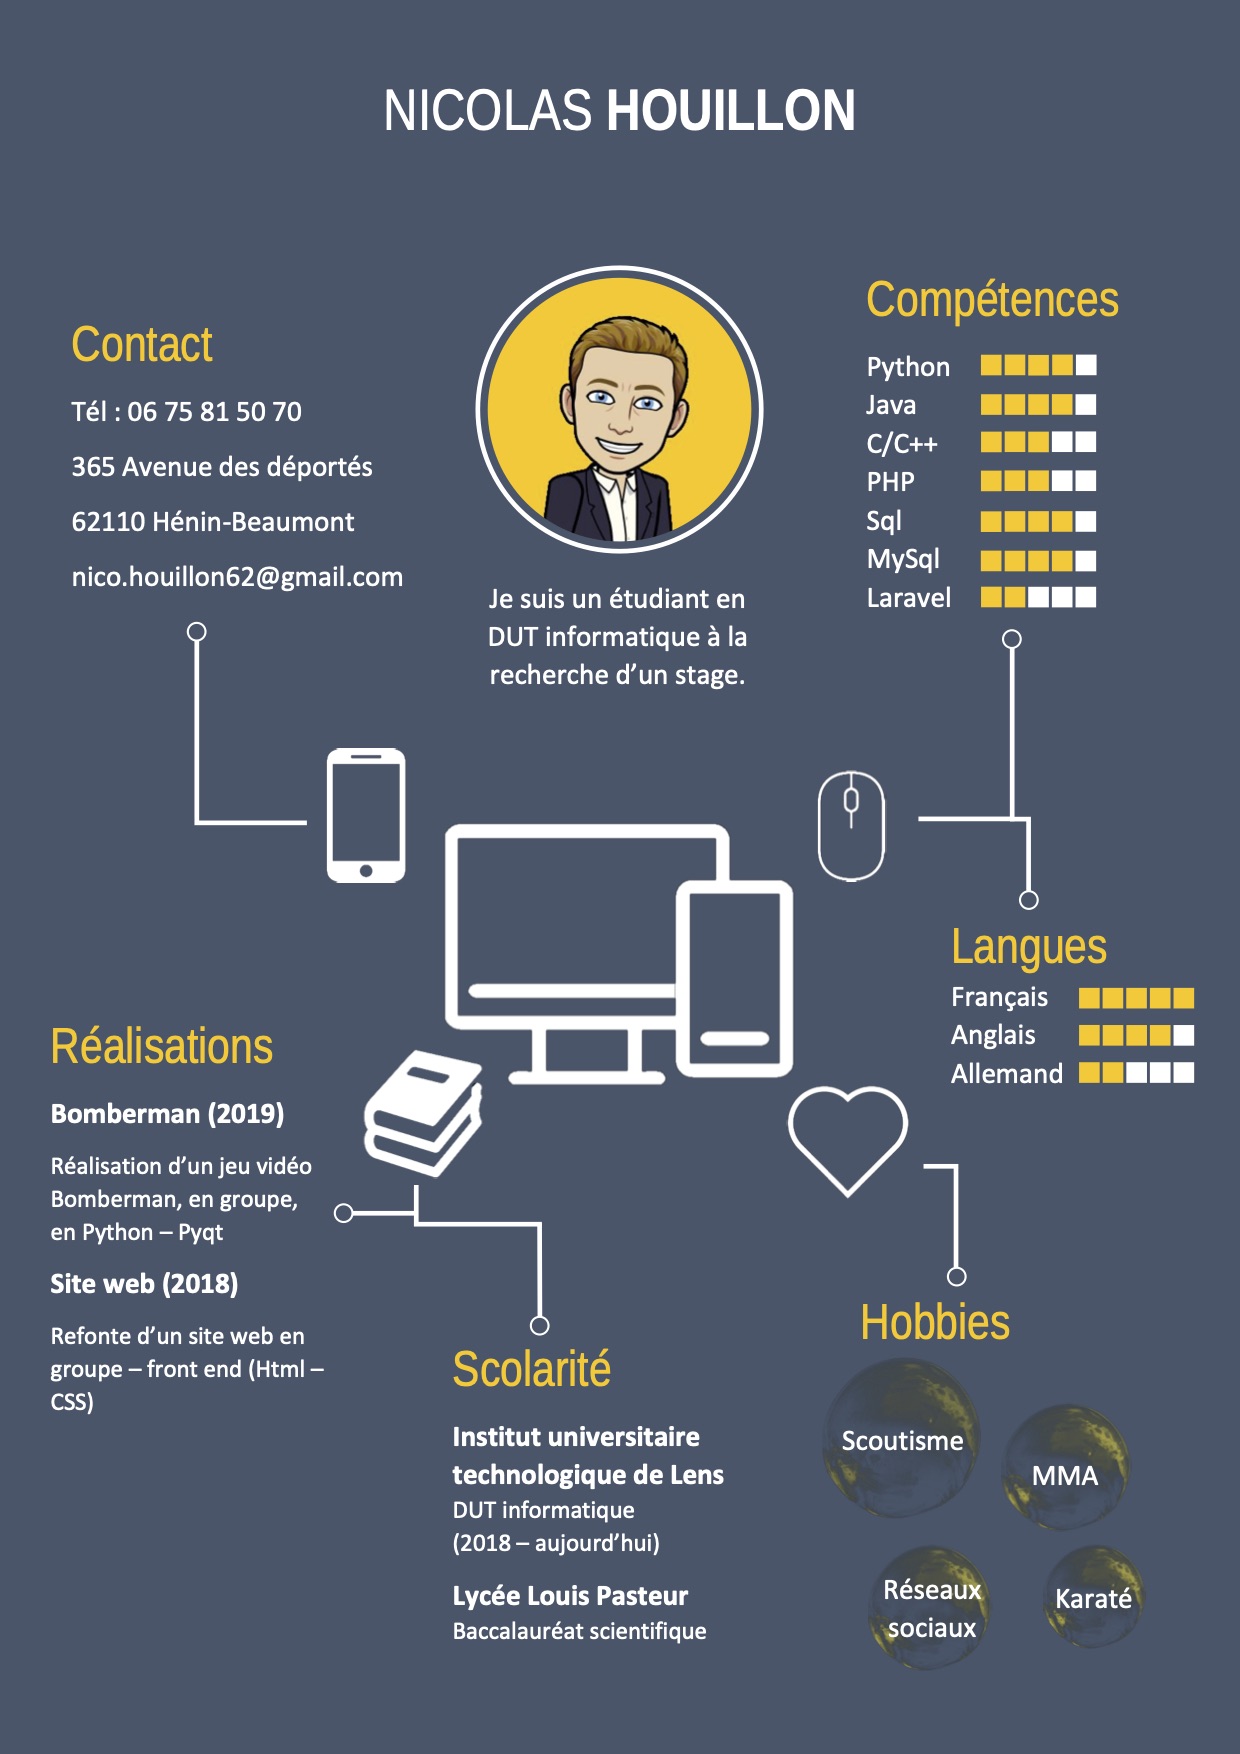 NICOLAS HOUILLON
Contact
Tél : 06 75 81 50 70
365 Avenue des déportés
62110 Hénin-Beaumont
nico.houillon62@gmail.com
Je suis un étudiant en
DUT informatique à la
recherche d’un stage.
Compétences
Python
Java
C/C++
PHP
Sql
MySql
Laravel
Langues
Français
Anglais
Allemand
Réalisations
Bomberman (2019)
Réalisation d’un jeu vidéo
Bomberman, en groupe,
en Python – Pyqt
Site web (2018)
Refonte d’un site web en
groupe – front end (Html –
CSS)
Scolarité
Institut universitaire
technologique de Lens
DUT informatique
(2018 – aujourd’hui)
Lycée Louis Pasteur
Baccalauréat scientifique
Hobbies
Scoutisme
MMA
Réseaux
sociaux
Karaté